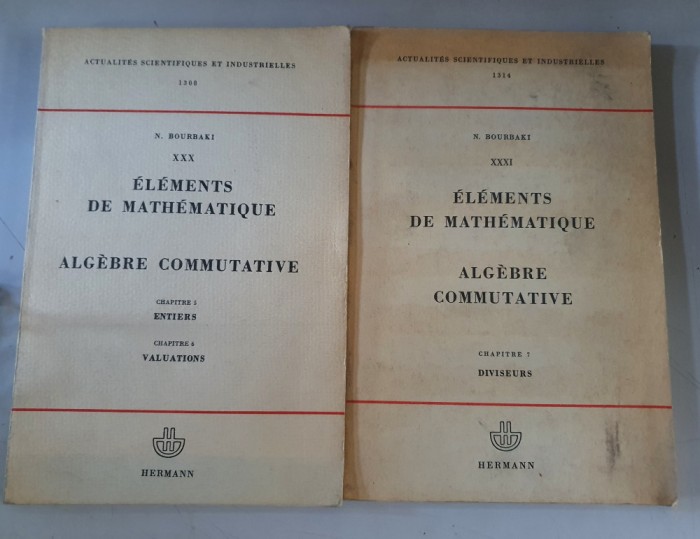 ACTUALITÉS SCIENTIFIQUES ET INDUSTRIELLES
1308
N. BOURBAKI
XXX
ÉLÉMENTS
DE MATHÉMATIQUE
ALGÈBRE COMMUTATIVE
CHAPITRE 5
ENTIERS
CHAPITRE 6
VALUATIONS
HERMANN
ACTUALITÉS SCIENTIFIQUES ET INDUSTRIELLES
1314
N. BOURBAKI
XXXI
ÉLÉMENTS
DE MATHÉMATIQUE
ALGÈBRE
COMMUTATIVE
CHAPITRE 7
DIVISEURS
HERMANN